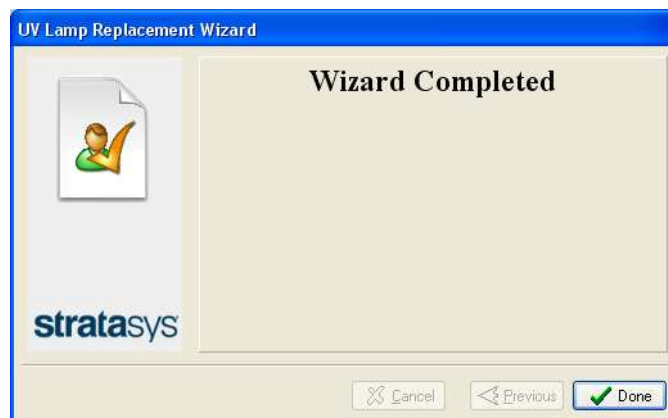 UV Lamp Replacement Wizard
Wizard Completed
stratasys
Cancel
Previous
Done